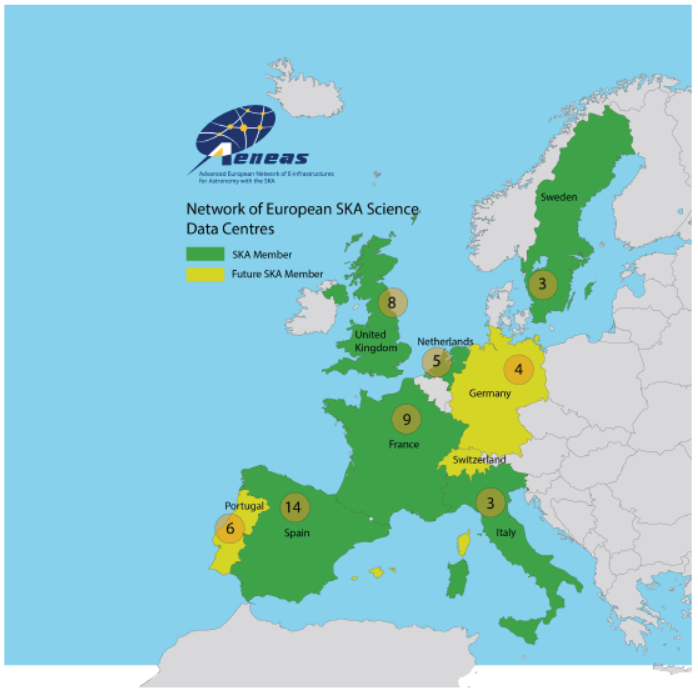 Aeneas
Advanced European Network of E-infrastructures
for Astronomy with the SKA
Network of European SKA Science
Data Centres
SKA Member
Future SKA Member
Sweden
3
8
United
Kingdom
Netherlands
5
4
Germany
9
France
Switzerland
Portugal
6
14
Spain
3
Italy